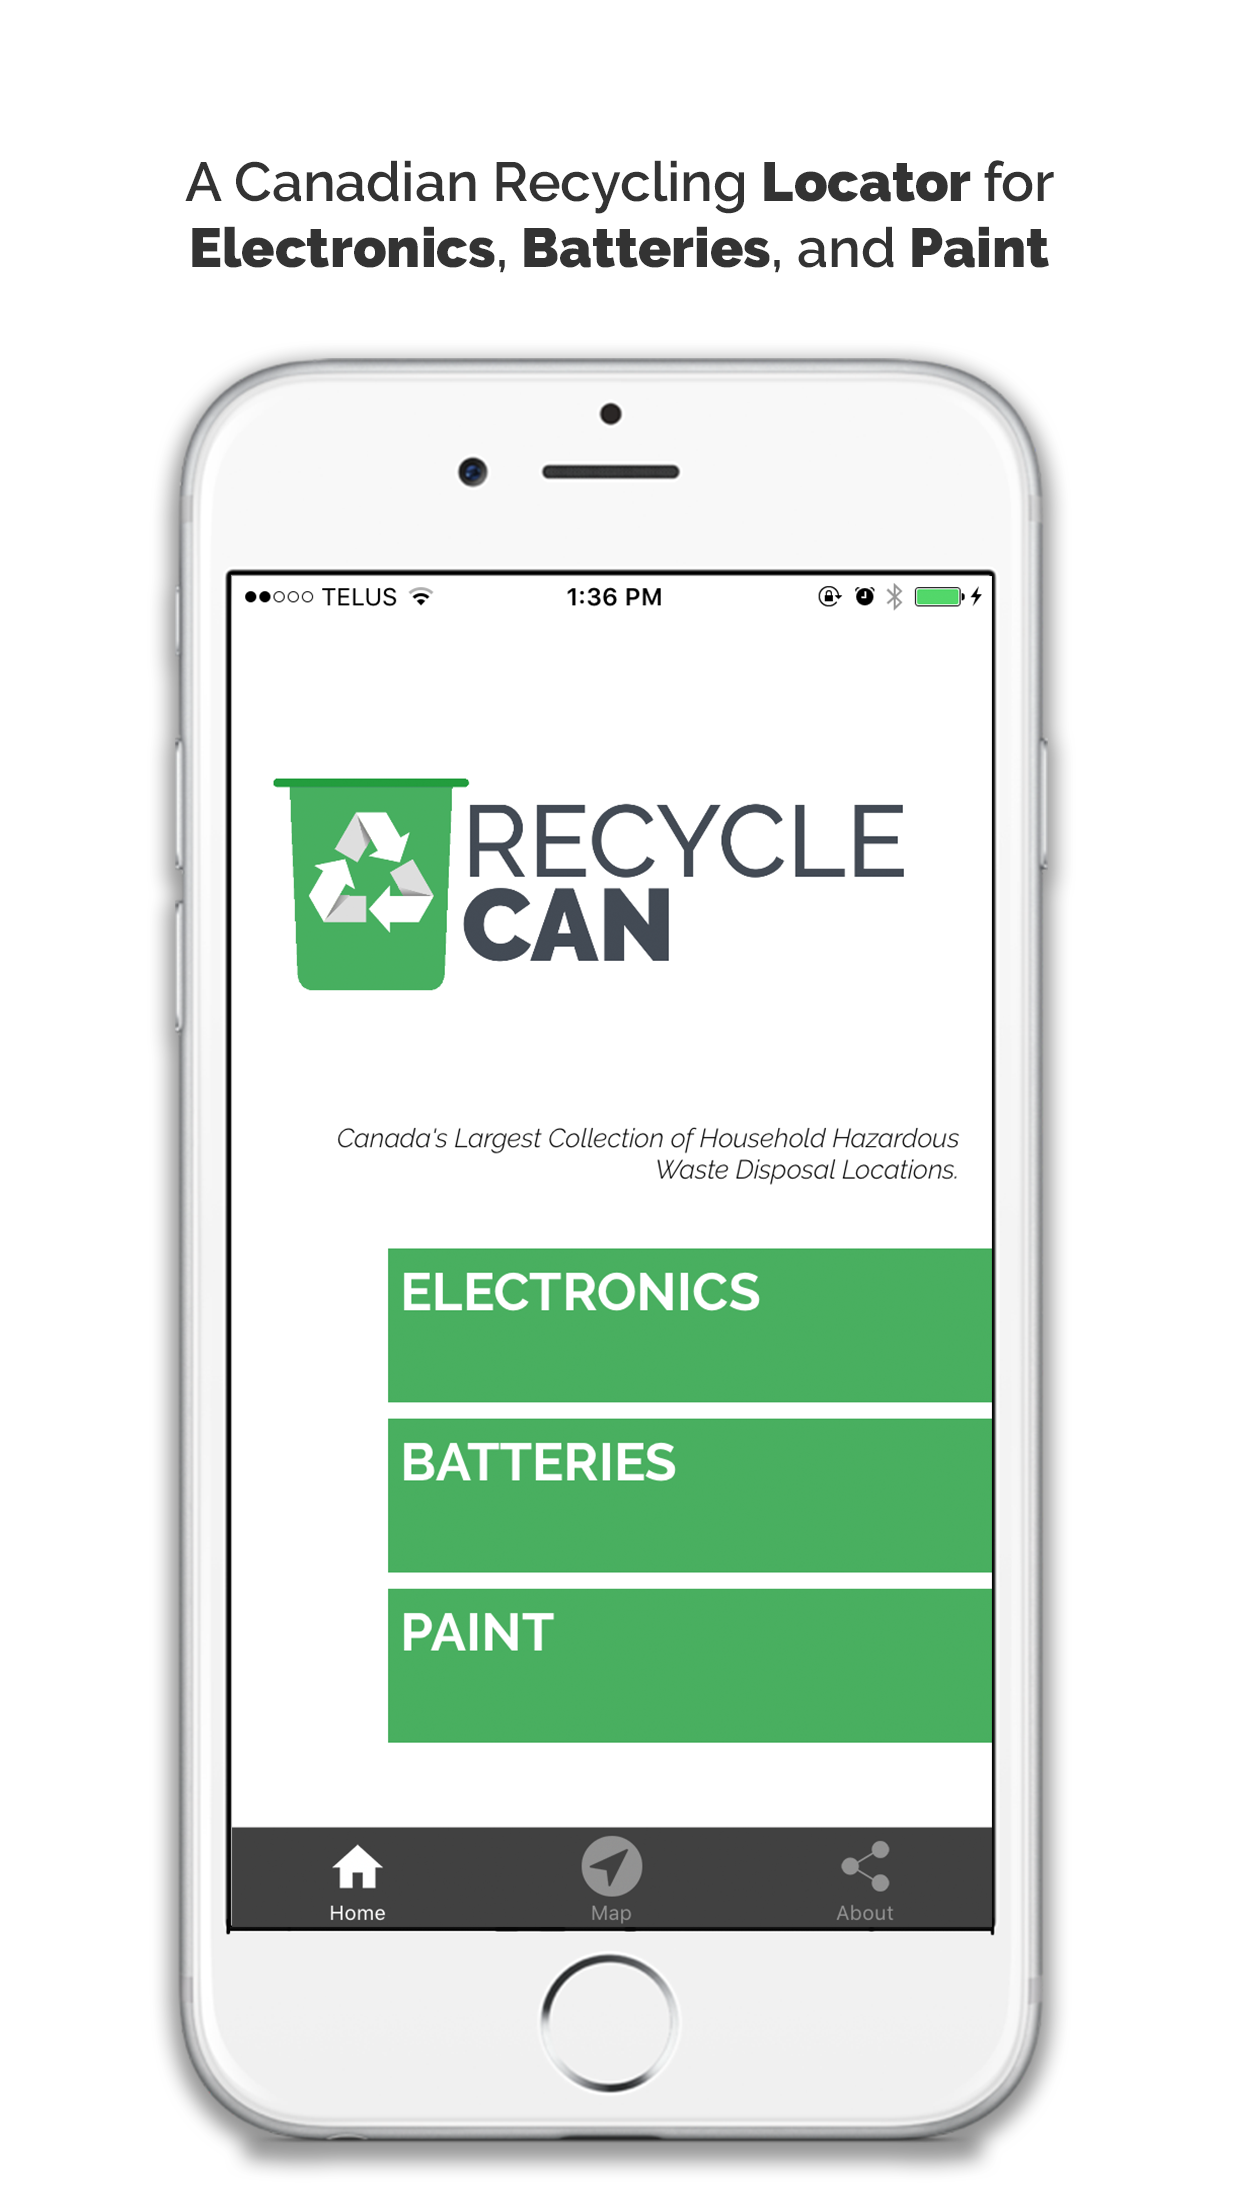 A Canadian Recycling Locator for
Electronics, Batteries, and Paint
TELUS 1:36 PM
RECYCLE
CAN
Canada's Largest Collection of Household Hazardous
Waste Disposal Locations.
ELECTRONICS
BATTERIES
PAINT
Home Map About